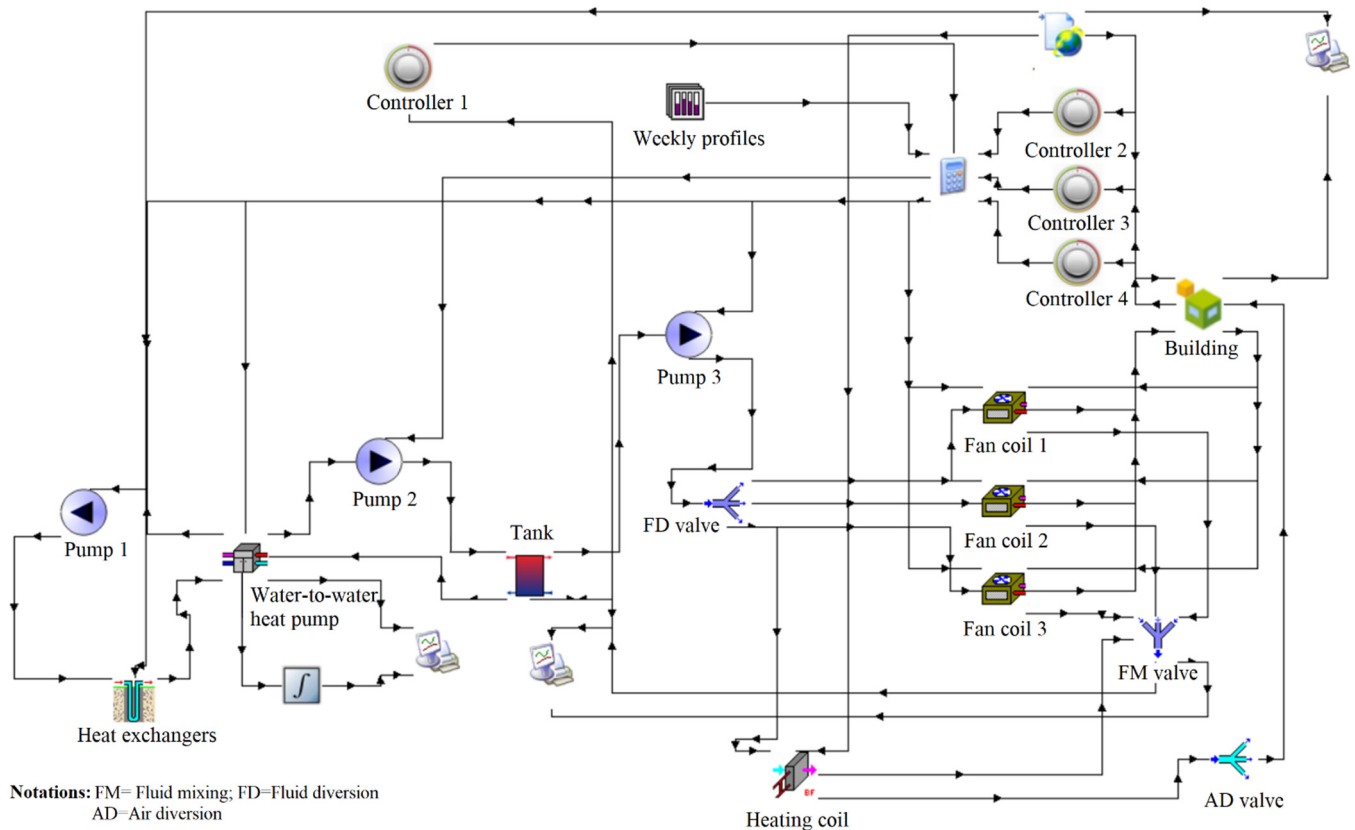 Controller 1
Weekly profiles
Controller 2
Controller 3
Controller 4
Building
Pump 3
Fan coil 1
Pump 2
FD valve
Pump 1
Tank
Fan coil 2
Water-to-water
heat pump
Fan coil 3
∫
FM valve
Heat exchangers
BF
Heating coil
AD valve
Notations: FM= Fluid mixing; FD=Fluid diversion
AD=Air diversion